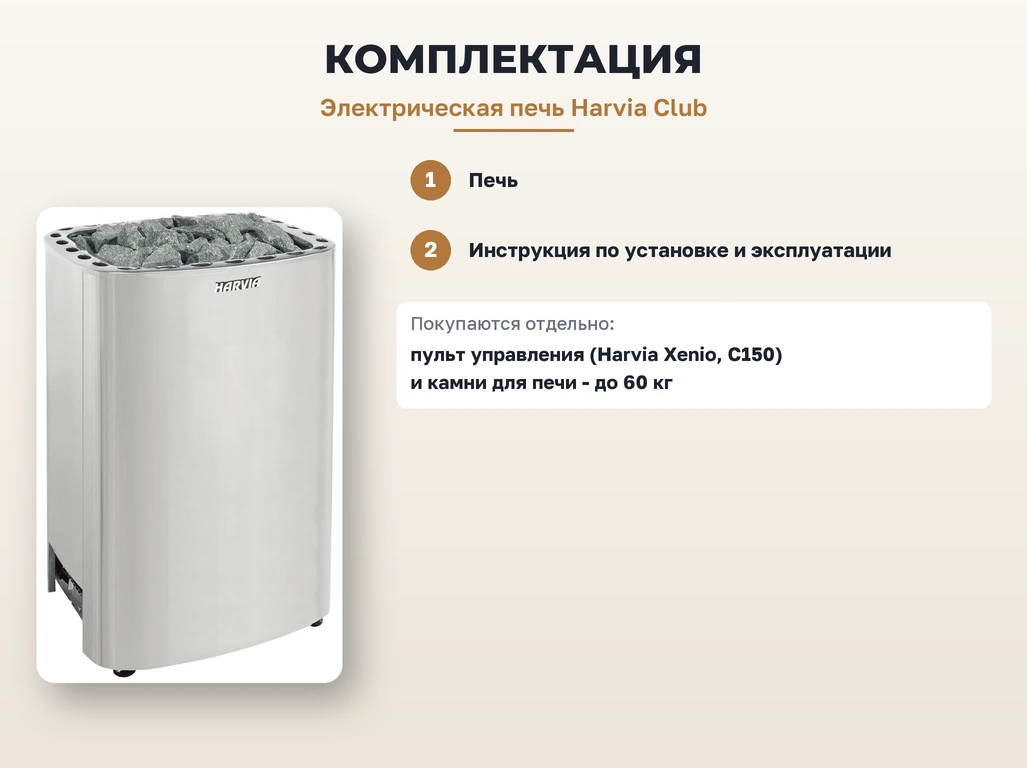 КОМПЛЕКТАЦИЯ
Электрическая печь Harvia Club
1 Печь
2 Инструкция по установке и эксплуатации
HARVIA
Покупаются отдельно:
пульт управления (Harvia Xenio, C150)
и камни для печи - до 60 кг